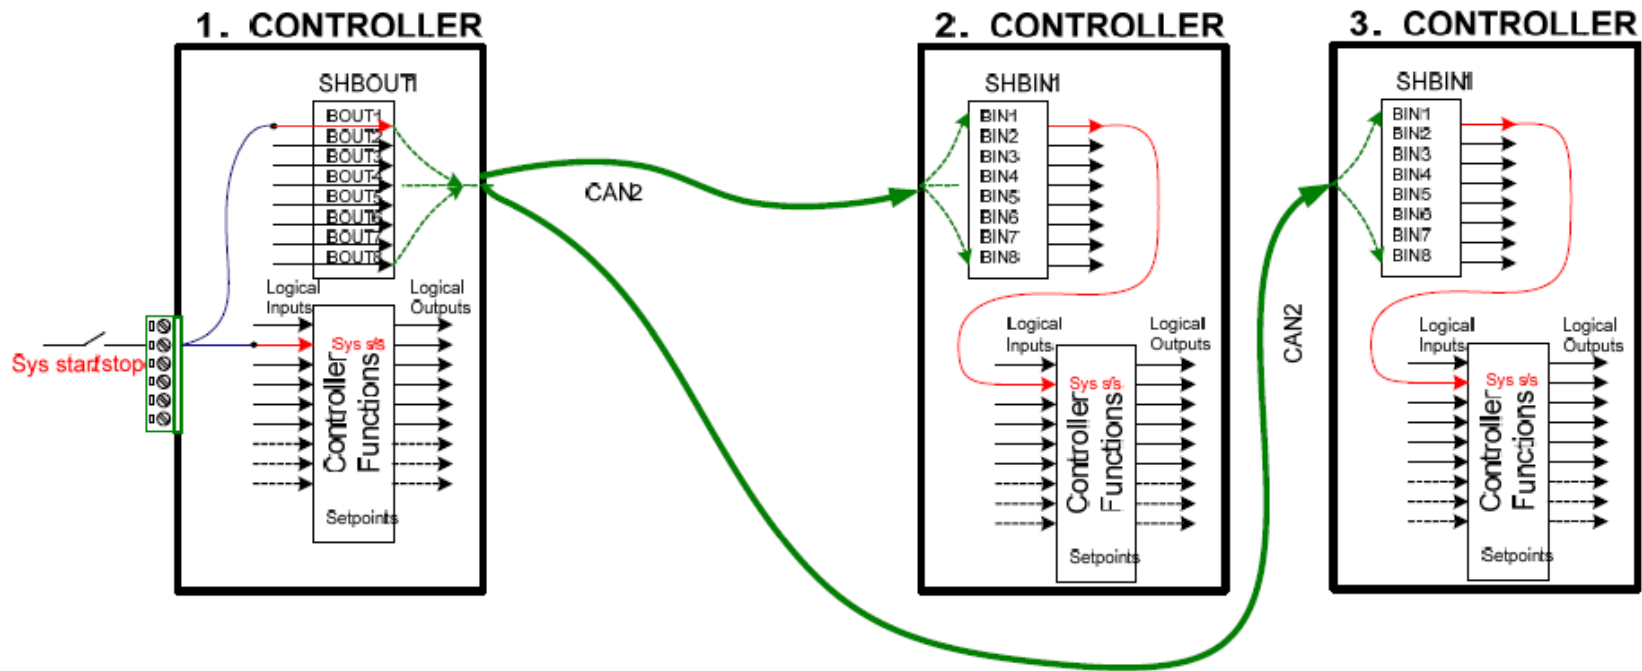 1. CONTROLLER
SHBOUT1
BOUT1
BOUT2
BOUT3
BOUT4
BOUT5
BOUT6
BOUT7
BOUT8
Logical
Inputs
Logical
Outputs
Sys start/stop
Sys s/s
Controller
Functions
Setpoints
CAN2
2. CONTROLLER
SHBIN1
BIN1
BIN2
BIN3
BIN4
BIN5
BIN6
BIN7
BIN8
Logical
Inputs
Logical
Outputs
Sys s/s
Controller
Functions
Setpoints
CAN2
3. CONTROLLER
SHBIN1
BIN1
BIN2
BIN3
BIN4
BIN5
BIN6
BIN7
BIN8
Logical
Inputs
Logical
Outputs
Sys s/s
Controller
Functions
Setpoints